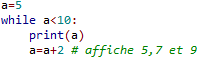 a=5
while a<10:
    print(a)
    a=a+2 # affiche 5,7 et 9